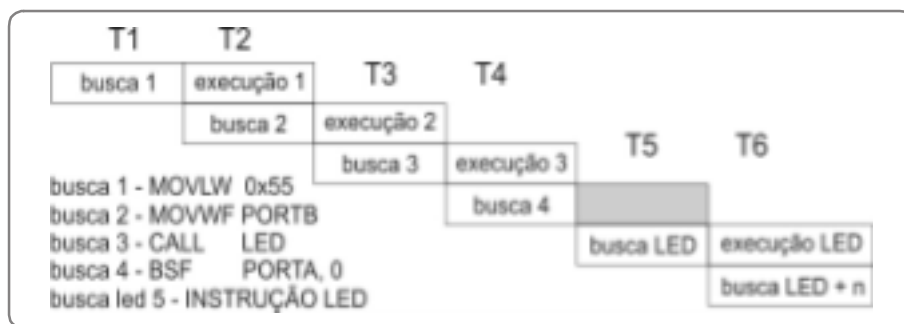 T1 T2
T3 T4
busca 1 execução 1
busca 2 execução 2
T5 T6
busca 3 execução 3
busca 4
busca LED execução LED
busca LED + n
busca 1 - MOVLW 0x55
busca 2 - MOVWF PORTB
busca 3 - CALL LED
busca 4 - BSF PORTA, 0
busca led 5 - INSTRUÇÃO LED